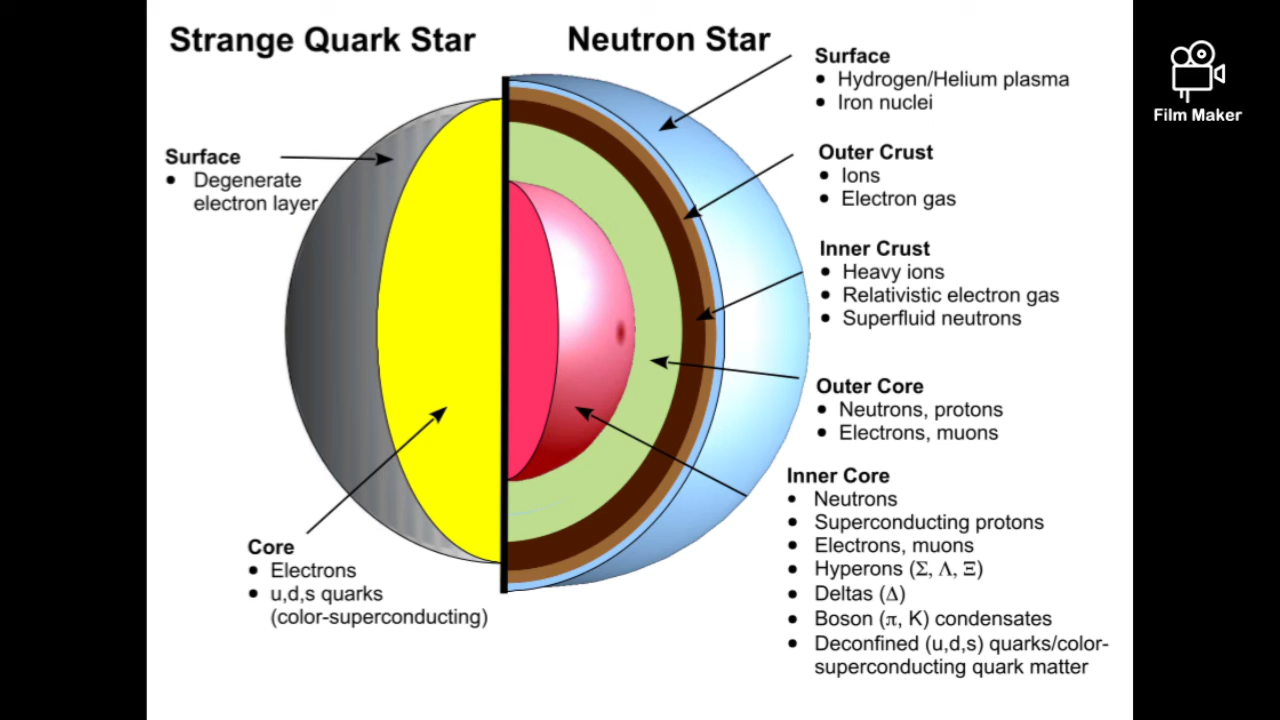 Strange Quark Star
Neutron Star
Surface
• Degenerate
electron layer
Core
• Electrons
• u,d,s quarks
(color-superconducting)
Surface
• Hydrogen/Helium plasma
• Iron nuclei
Outer Crust
• Ions
• Electron gas
Inner Crust
• Heavy ions
• Relativistic electron gas
• Superfluid neutrons
Outer Core
• Neutrons, protons
• Electrons, muons
Inner Core
• Neutrons
• Superconducting protons
• Electrons, muons
• Hyperons (Σ, Λ, Ξ)
• Deltas (Δ)
• Boson (π, K) condensates
• Deconfined (u,d,s) quarks/color-
superconducting quark matter
Film Maker